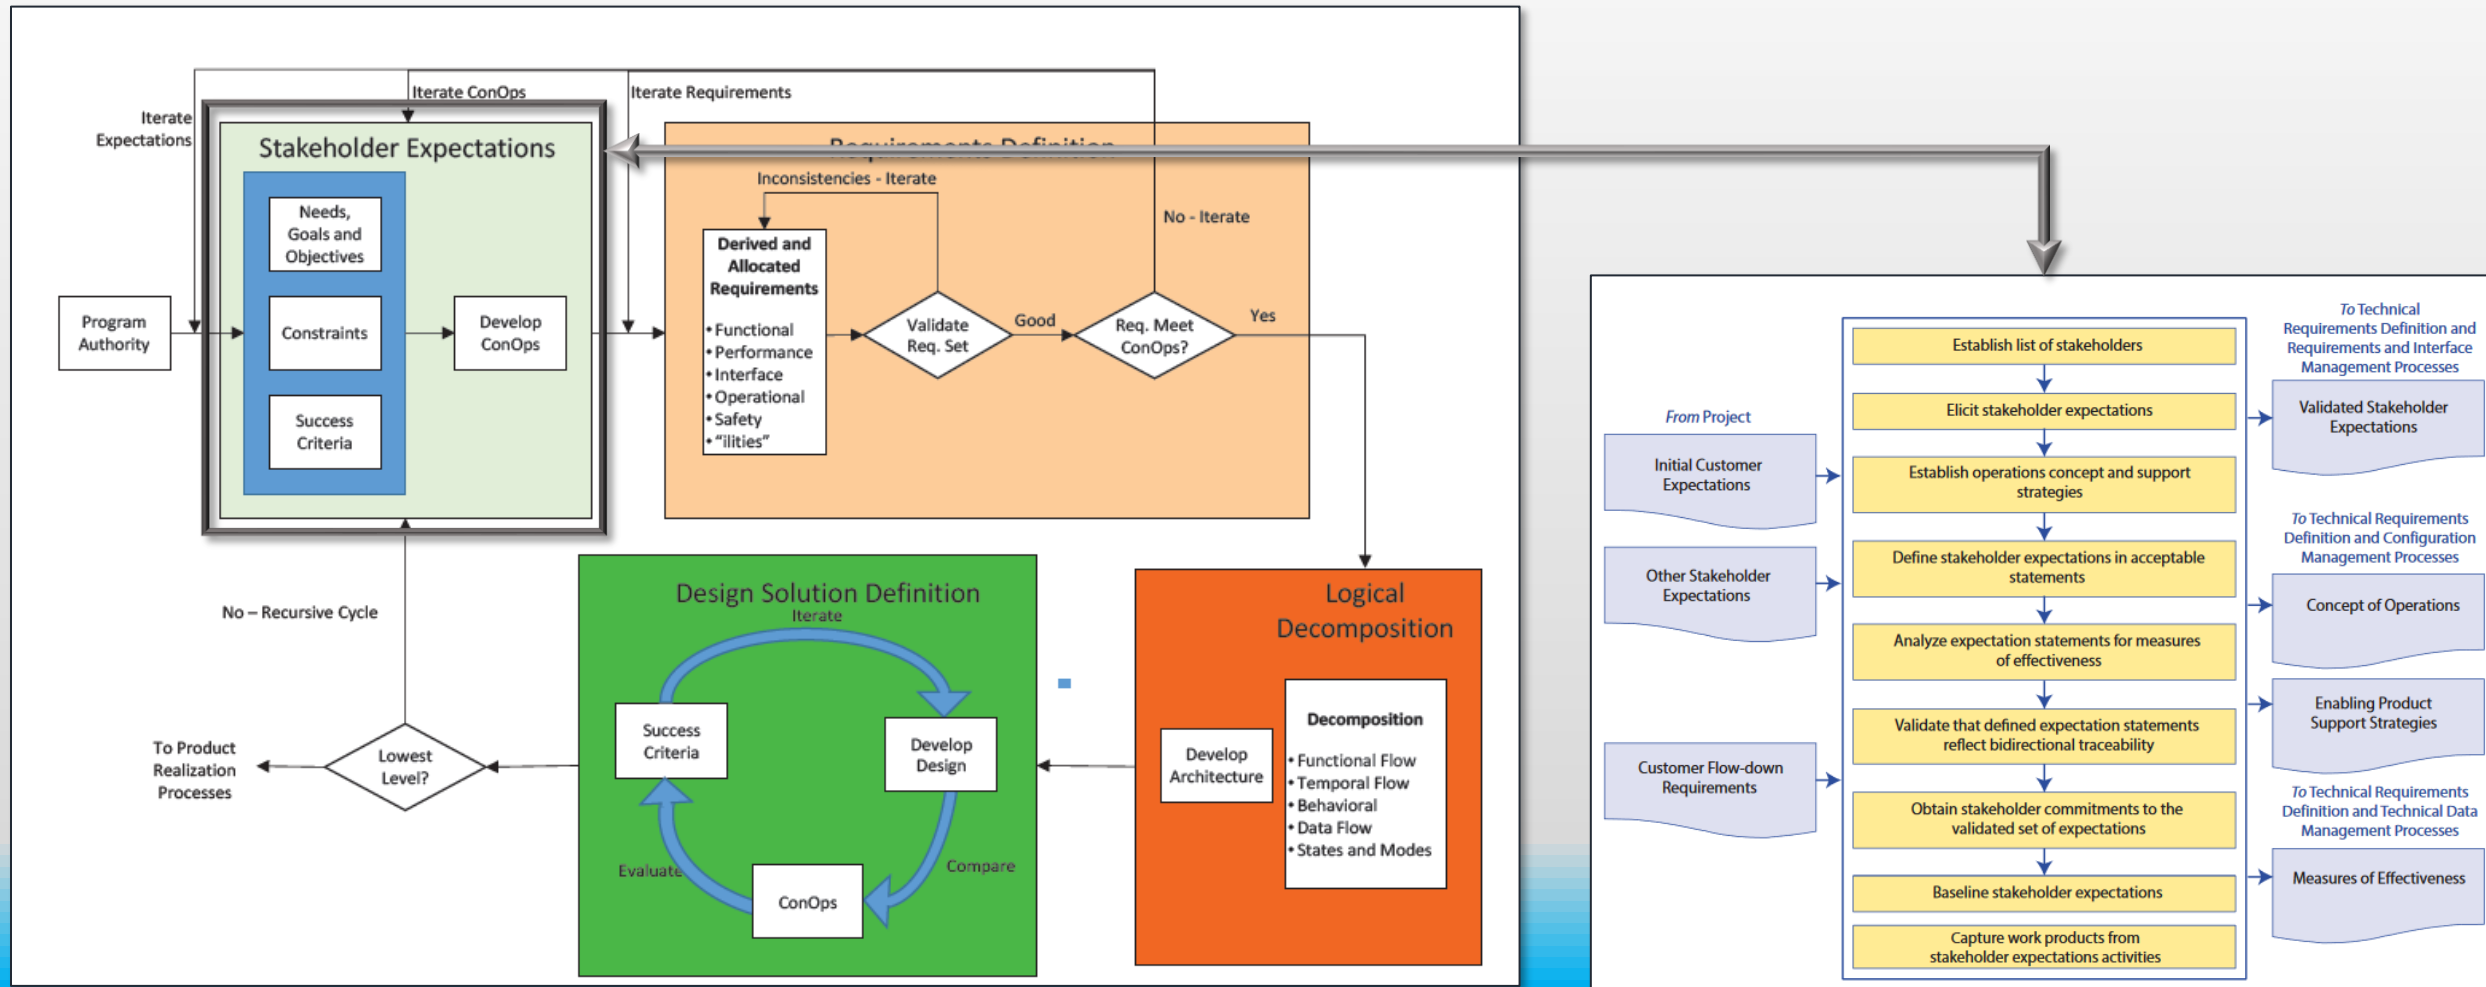 Iterate ConOps
Iterate Requirements
Iterate
Expectations
Stakeholder Expectations
Needs,
Goals and
Objectives
Constraints
Success
Criteria
Program
Authority
Develop
ConOps
Requirements Definition
Inconsistencies - Iterate
No - Iterate
Derived and
Allocated
Requirements
• Functional
• Performance
• Interface
• Operational
• Safety
• “ilities”
Validate
Req. Set
Good
Req. Meet
ConOps?
Yes
No – Recursive Cycle
Design Solution Definition
Iterate
Success
Criteria
Develop
Design
Evaluate
Compare
ConOps
Logical
Decomposition
Develop
Architecture
Decomposition
• Functional Flow
• Temporal Flow
• Behavioral
• Data Flow
• States and Modes
To Product
Realization
Processes
Lowest
Level?
From Project
Initial Customer
Expectations
Other Stakeholder
Expectations
Customer Flow-down
Requirements
Establish list of stakeholders
Elicit stakeholder expectations
Establish operations concept and support
strategies
Define stakeholder expectations in acceptable
statements
Analyze expectation statements for measures
of effectiveness
Validate that defined expectation statements
reflect bidirectional traceability
Obtain stakeholder commitments to the
validated set of expectations
Baseline stakeholder expectations
Capture work products from
stakeholder expectations activities
To Technical
Requirements Definition and
Requirements and Interface
Management Processes
Validated Stakeholder
Expectations
To Technical Requirements
Definition and Configuration
Management Processes
Concept of Operations
Enabling Product
Support Strategies
To Technical Requirements
Definition and Technical Data
Management Processes
Measures of Effectiveness